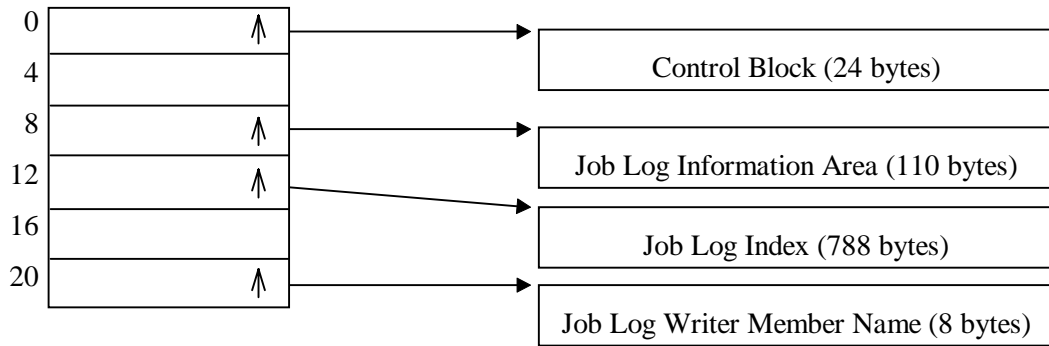 0
Control Block (24 bytes)
4
8
Job Log Information Area (110 bytes)
12
16
Job Log Index (788 bytes)
20
Job Log Writer Member Name (8 bytes)